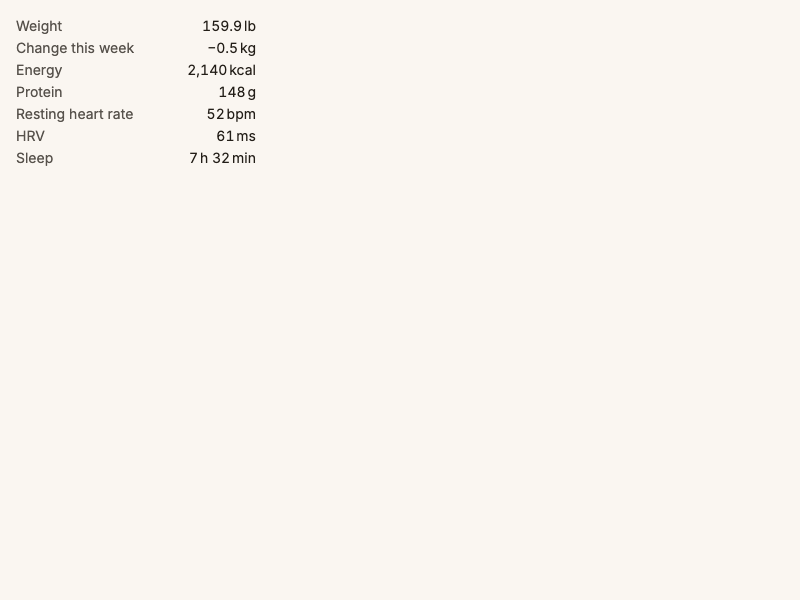 Weight 159.9 lb
Change this week −0.5 kg
Energy 2,140 kcal
Protein 148 g
Resting heart rate 52 bpm
HRV 61 ms
Sleep 7 h 32 min